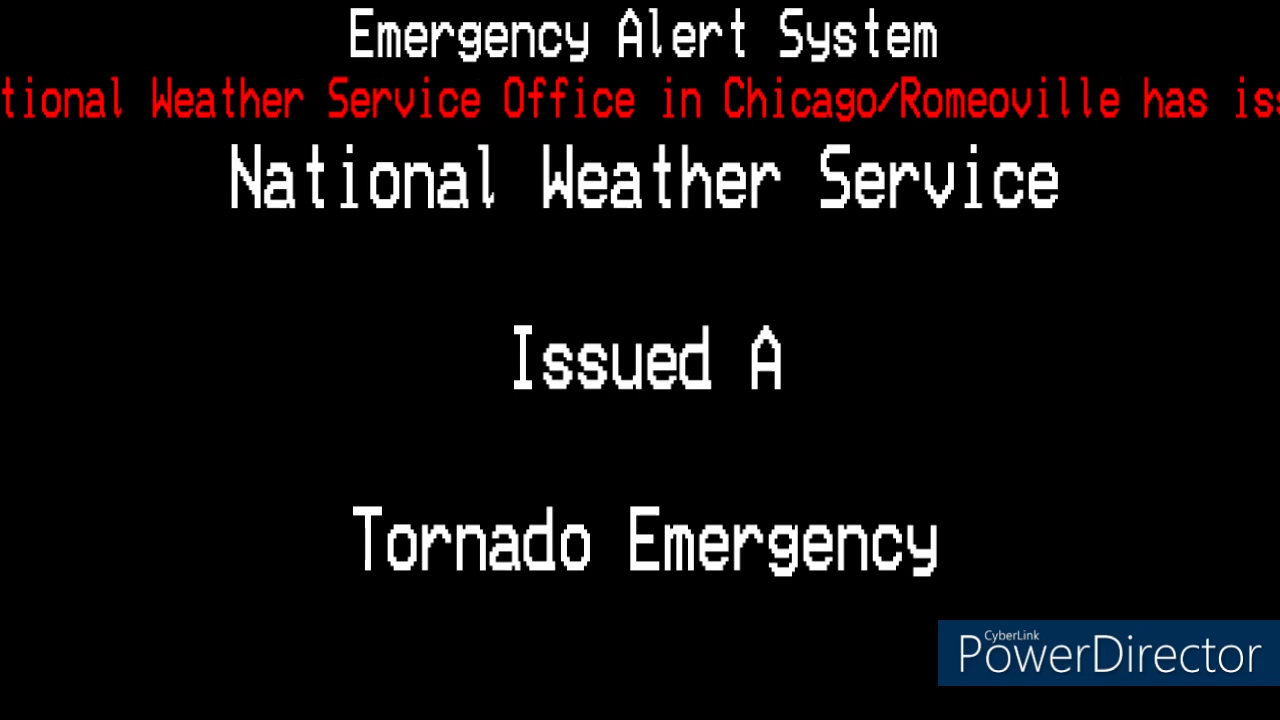 Emergency Alert System
tional Weather Service Office in Chicago/Romeoville has iss
National Weather Service
Issued A
Tornado Emergency
CyberLink
PowerDirector